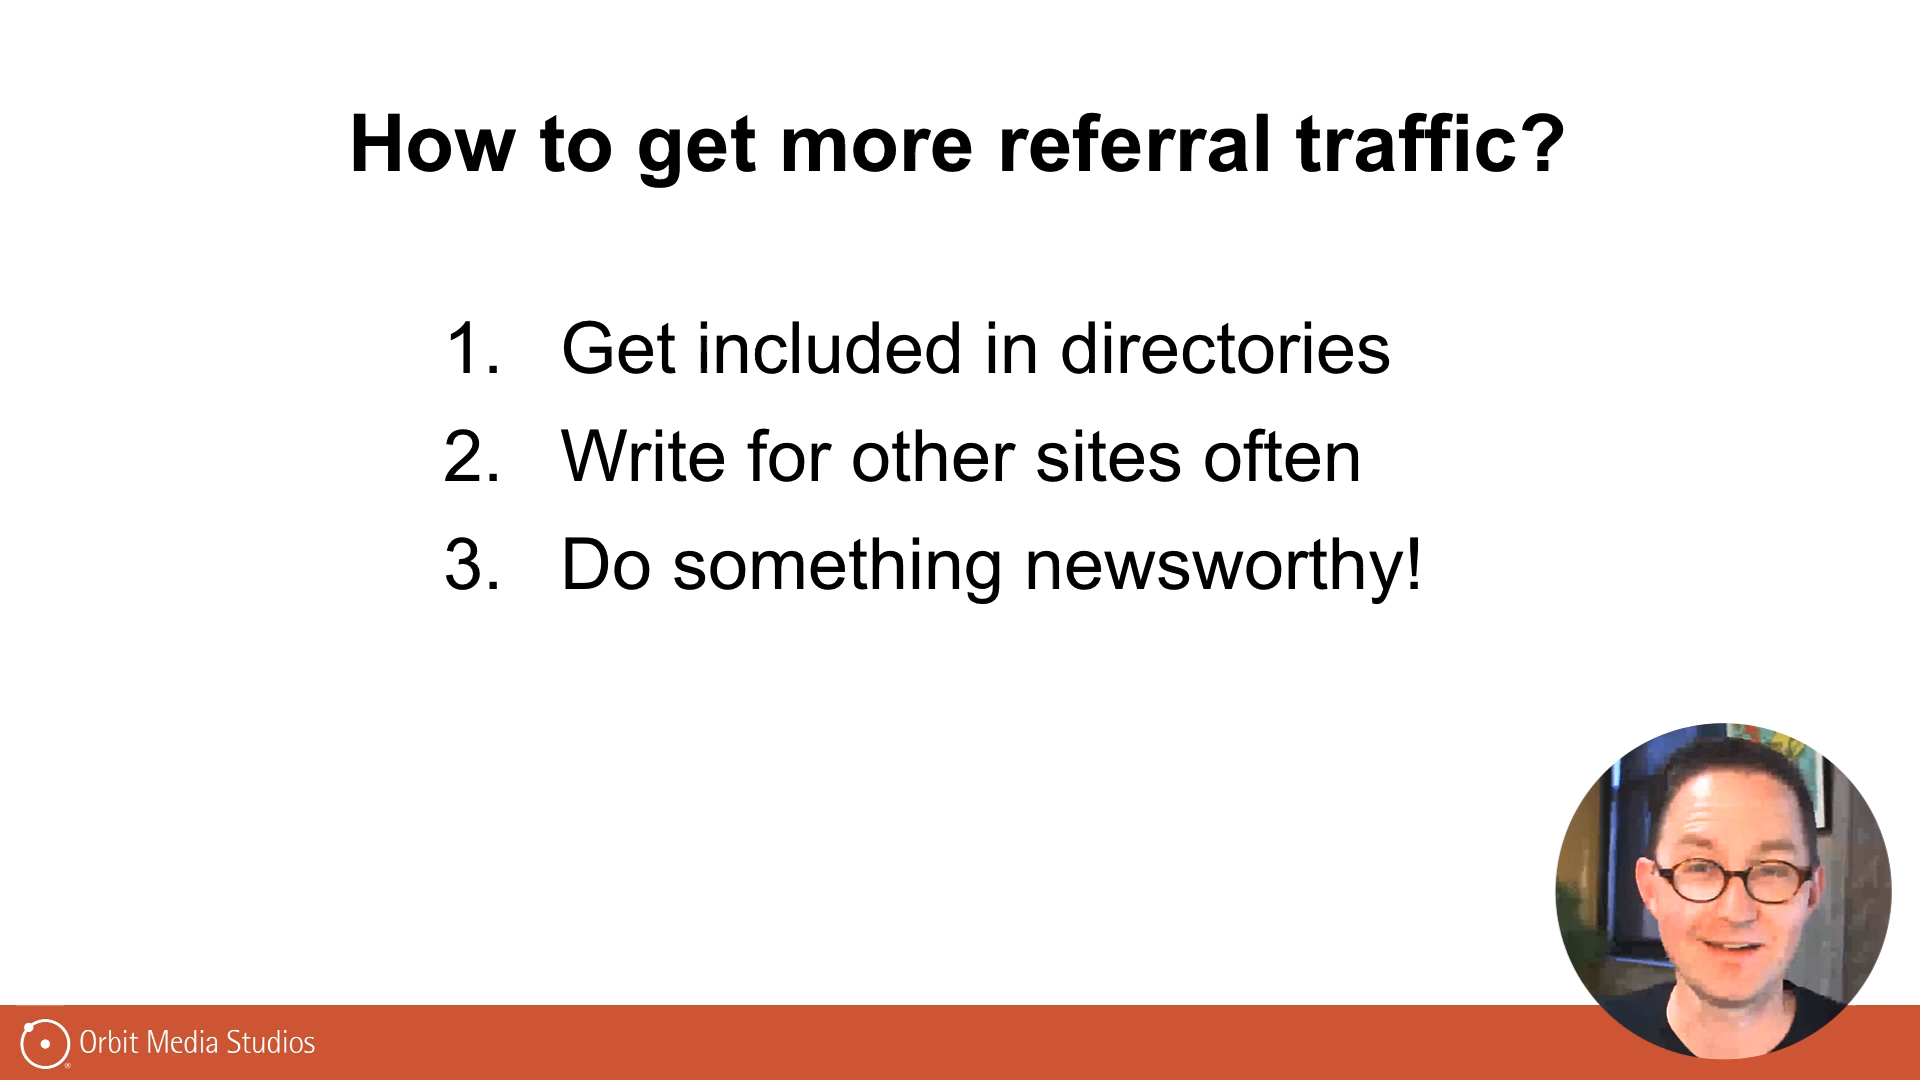 How to get more referral traffic?
1. Get included in directories
2. Write for other sites often
3. Do something newsworthy!
Orbit Media Studios
®